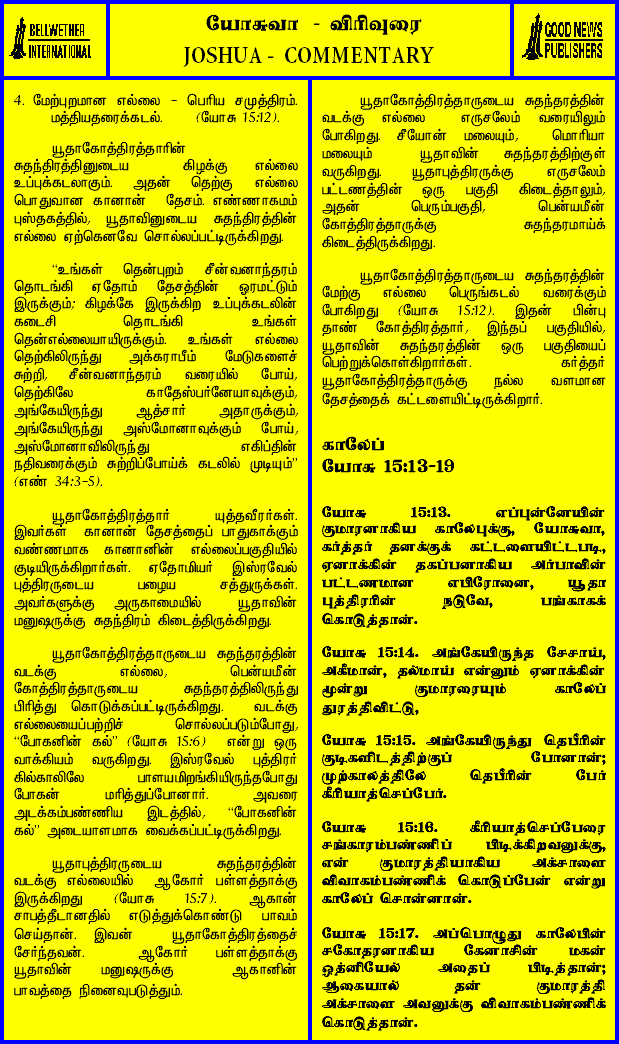 BELLWETHER
INTERNATIONAL
யோசுவா - விரிவுரை
JOSHUA - COMMENTARY
GOOD NEWS
PUBLISHERS
4. மேற்புறமான எல்லை - பெரிய சமுத்திரம்.
மத்தியதரைக்கடல். (யோசு 15:12).
யூதாகோத்திரத்தாரின்
சுதந்திரத்தினுடைய கிழக்கு எல்லை
உப்புக்கடலாகும். அதன் தெற்கு எல்லை
பொதுவான கானான் தேசம். எண்ணாகமம்
புஸ்தகத்தில், யூதாவினுடைய சுதந்திரத்தின்
எல்லை ஏற்கெனவே சொல்லப்பட்டிருக்கிறது.
“உங்கள் தென்புறம் சீன்வனாந்தரம்
தொடங்கி ஏதோம் தேசத்தின் ஓரமட்டும்
இருக்கும்; கிழக்கே இருக்கிற உப்புக்கடலின்
கடைசி தொடங்கி உங்கள்
தென்எல்லையாயிருக்கும். உங்கள் எல்லை
தெற்கிலிருந்து அக்கராபீம் மேடுகளைச்
சுற்றி, சீன்வனாந்தரம் வரையில் போய்,
தெற்கிலே காதேஸ்பர்னேயாவுக்கும்,
அங்கேயிருந்து ஆத்சார் அதாருக்கும்,
அங்கேயிருந்து அஸ்மோனாவுக்கும் போய்,
அஸ்மோனாவிலிருந்து எகிப்தின்
நதிவரைக்கும் சுற்றிப்போய்க் கடலில் முடியும்”
(எண் 34:3-5).
யூதாகோத்திரத்தார் யுத்தவீரர்கள்.
இவர்கள் கானான் தேசத்தைப் பாதுகாக்கும்
வண்ணமாக கானானின் எல்லைப்பகுதியில்
குடியிருக்கிறார்கள். ஏதோமியர் இஸ்ரவேல்
புத்திரருடைய பழைய சத்துருக்கள்.
அவர்களுக்கு அருகாமையில் யூதாவின்
மனுஷருக்கு சுதந்திரம் கிடைத்திருக்கிறது.
யூதாகோத்திரத்தாருடைய சுதந்தரத்தின்
வடக்கு எல்லை, பென்யமீன்
கோத்திரத்தாருடைய சுதந்தரத்திலிருந்து
பிரித்து கொடுக்கப்பட்டிருக்கிறது. வடக்கு
எல்லையைப்பற்றிச் சொல்லப்படும்போது,
“போகனின் கல்” (யோசு 15:6) என்று ஒரு
வாக்கியம் வருகிறது. இஸ்ரவேல் புத்திரர்
கில்காலிலே பாளயமிறங்கியிருந்தபோது
போகன் மரித்துப்போனார். அவரை
அடக்கம்பண்ணிய இடத்தில், “போகனின்
கல்” அடையாளமாக வைக்கப்பட்டிருக்கிறது.
யூதாபுத்திரருடைய சுதந்தரத்தின்
வடக்கு எல்லையில் ஆகோர் பள்ளத்தாக்கு
இருக்கிறது (யோசு 15:7). ஆகான்
சாபத்தீடானதில் எடுத்துக்கொண்டு பாவம்
செய்தான். இவன் யூதாகோத்திரத்தைச்
சேர்ந்தவன். ஆகோர் பள்ளத்தாக்கு
யூதாவின் மனுஷருக்கு ஆகானின்
பாவத்தை நினைவுபடுத்தும்.
யூதாகோத்திரத்தாருடைய சுதந்தரத்தின்
வடக்கு எல்லை எருசலேம் வரையிலும்
போகிறது. சீயோன் மலையும், மொரியா
மலையும் யூதாவின் சுதந்தரத்திற்குள்
வருகிறது. யூதாபுத்திரருக்கு எருசலேம்
பட்டணத்தின் ஒரு பகுதி கிடைத்தாலும்,
அதன் பெரும்பகுதி, பென்யமீன்
கோத்திரத்தாருக்கு சுதந்தரமாய்க்
கிடைத்திருக்கிறது.
யூதாகோத்திரத்தாருடைய சுதந்தரத்தின்
மேற்கு எல்லை பெருங்கடல் வரைக்கும்
போகிறது (யோசு 15:12). இதன் பின்பு
தாண் கோத்திரத்தார், இந்தப் பகுதியில்,
யூதாவின் சுதந்தரத்தின் ஒரு பகுதியைப்
பெற்றுக்கொள்கிறார்கள். கர்த்தர்
யூதாகோத்திரத்தாருக்கு நல்ல வளமான
தேசத்தைக் கட்டளையிட்டிருக்கிறார்.
காலேப்
யோசு 15:13-19
யோசு 15:13. எப்புன்னேயின்
குமாரனாகிய காலேபுக்கு, யோசுவா,
கர்த்தர் தனக்குக் கட்டளையிட்டபடி,
ஏனாக்கின் தகப்பனாகிய அர்பாவின்
பட்டணமான எபிரோனை, யூதா
புத்திரரின் நடுவே, பங்காகக்
கொடுத்தான்.
யோசு 15:14. அங்கேயிருந்த சேசாய்,
அகீமான், தல்மாய் என்னும் ஏனாக்கின்
மூன்று குமாரரையும் காலேப்
துரத்திவிட்டு,
யோசு 15:15. அங்கேயிருந்து தெபீரின்
குடிகளிடத்திற்குப் போனான்;
முற்காலத்திலே தெபீரின் பேர்
கீரியாத்செப்பேர்.
யோசு 15:16. கீரியாத்செப்பேரை
சங்காரம்பண்ணிப் பிடிக்கிறவனுக்கு,
என் குமாரத்தியாகிய அக்சாளை
விவாகம்பண்ணிக் கொடுப்பேன் என்று
காலேப் சொன்னான்.
யோசு 15:17. அப்பொழுது காலேபின்
சகோதரனாகிய கேனாசின் மகன்
ஒத்னியேல் அதைப் பிடித்தான்;
ஆகையால் தன் குமாரத்தி
அக்சாளை அவனுக்கு விவாகம்பண்ணிக்
கொடுத்தான்.